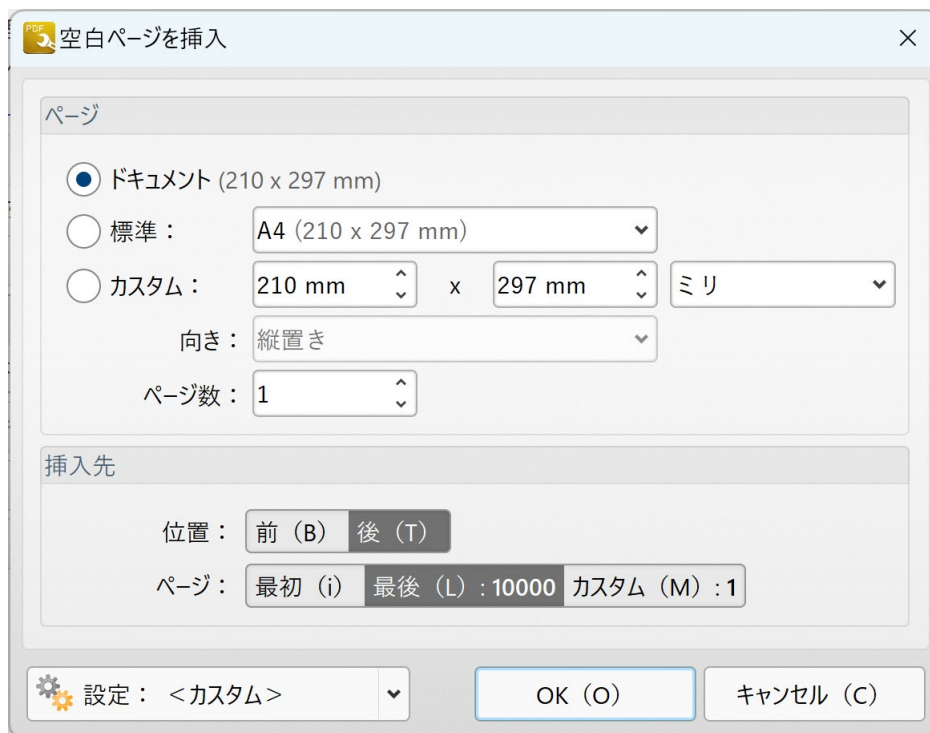 PDF
空白ページを挿入
ページ
ドキュメント (210 x 297 mm)
標準： A4 (210 x 297 mm)
カスタム： 210 mm x 297 mm ミリ
向き： 縦置き
ページ数： 1
挿入先
位置： 前（B） 後（T）
ページ： 最初（i） 最後（L）: 10000 カスタム（M）: 1
設定： ＜カスタム＞ OK（O） キャンセル（C）